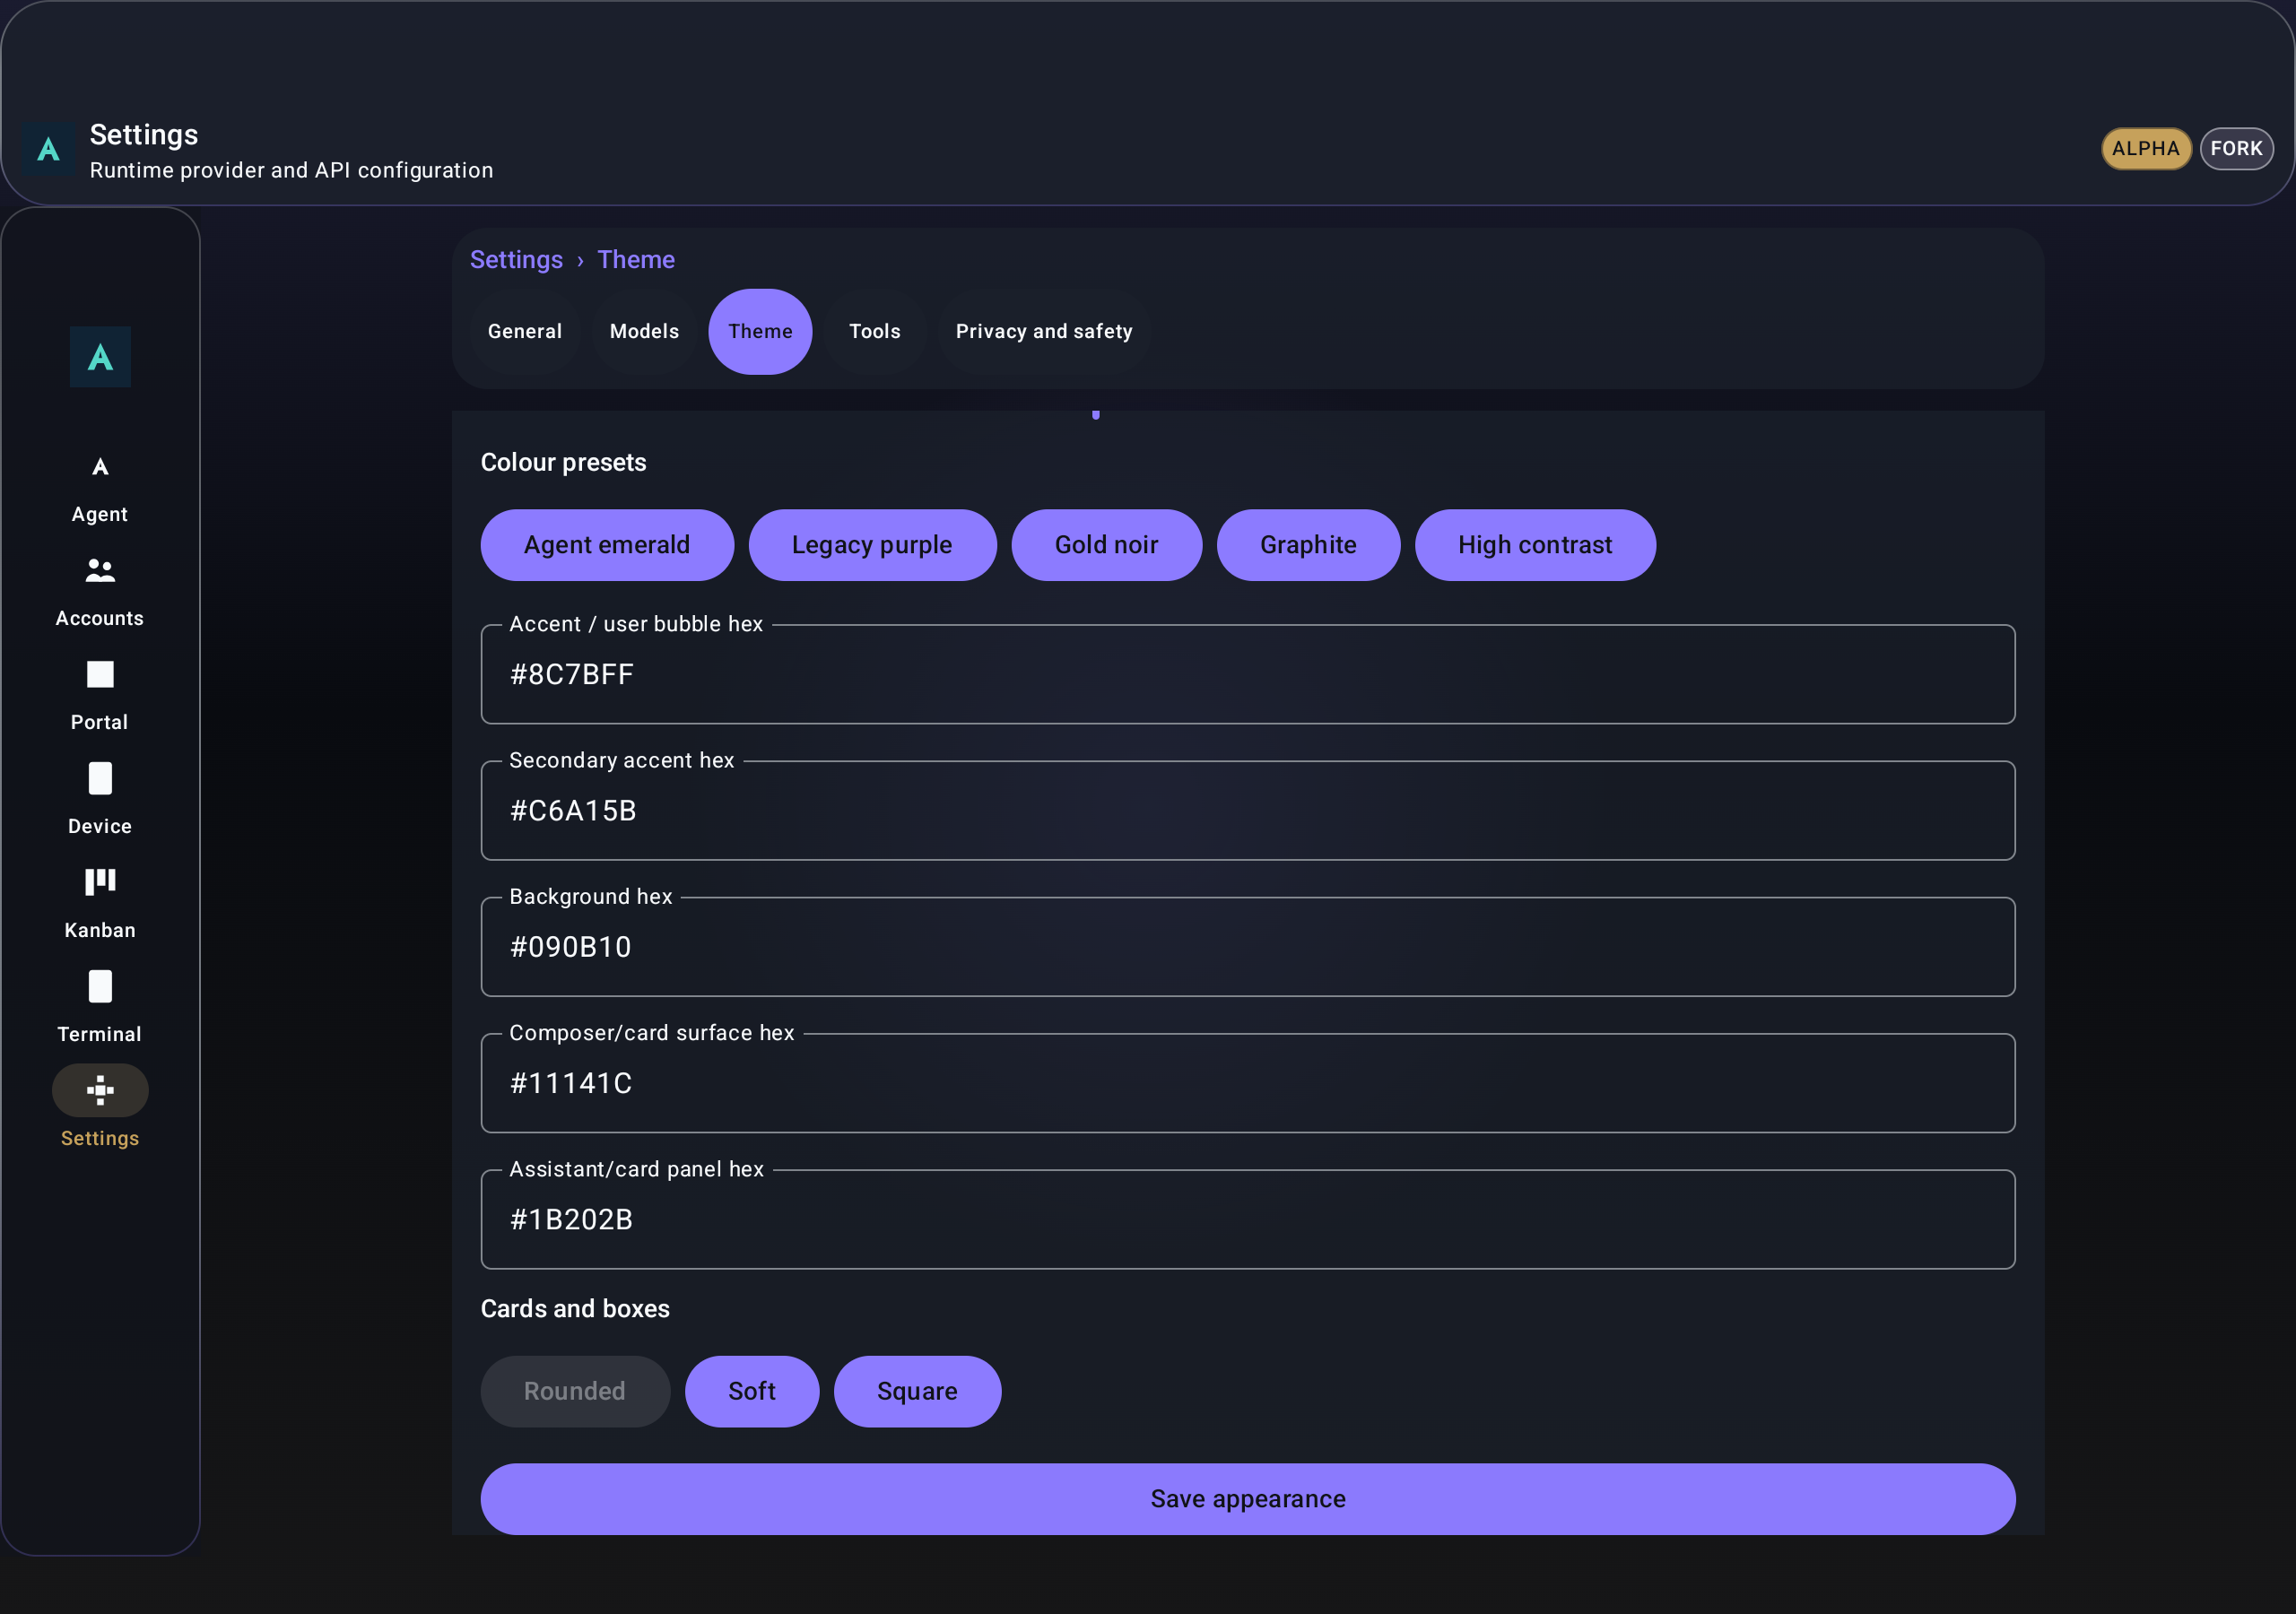 Settings
Runtime provider and API configuration
ALPHA
FORK
Agent
Accounts
Portal
Device
Kanban
Terminal
Settings
Settings › Theme
General
Models
Theme
Tools
Privacy and safety
Colour presets
Agent emerald
Legacy purple
Gold noir
Graphite
High contrast
Accent / user bubble hex
#8C7BFF
Secondary accent hex
#C6A15B
Background hex
#090B10
Composer/card surface hex
#11141C
Assistant/card panel hex
#1B202B
Cards and boxes
Rounded
Soft
Square
Save appearance